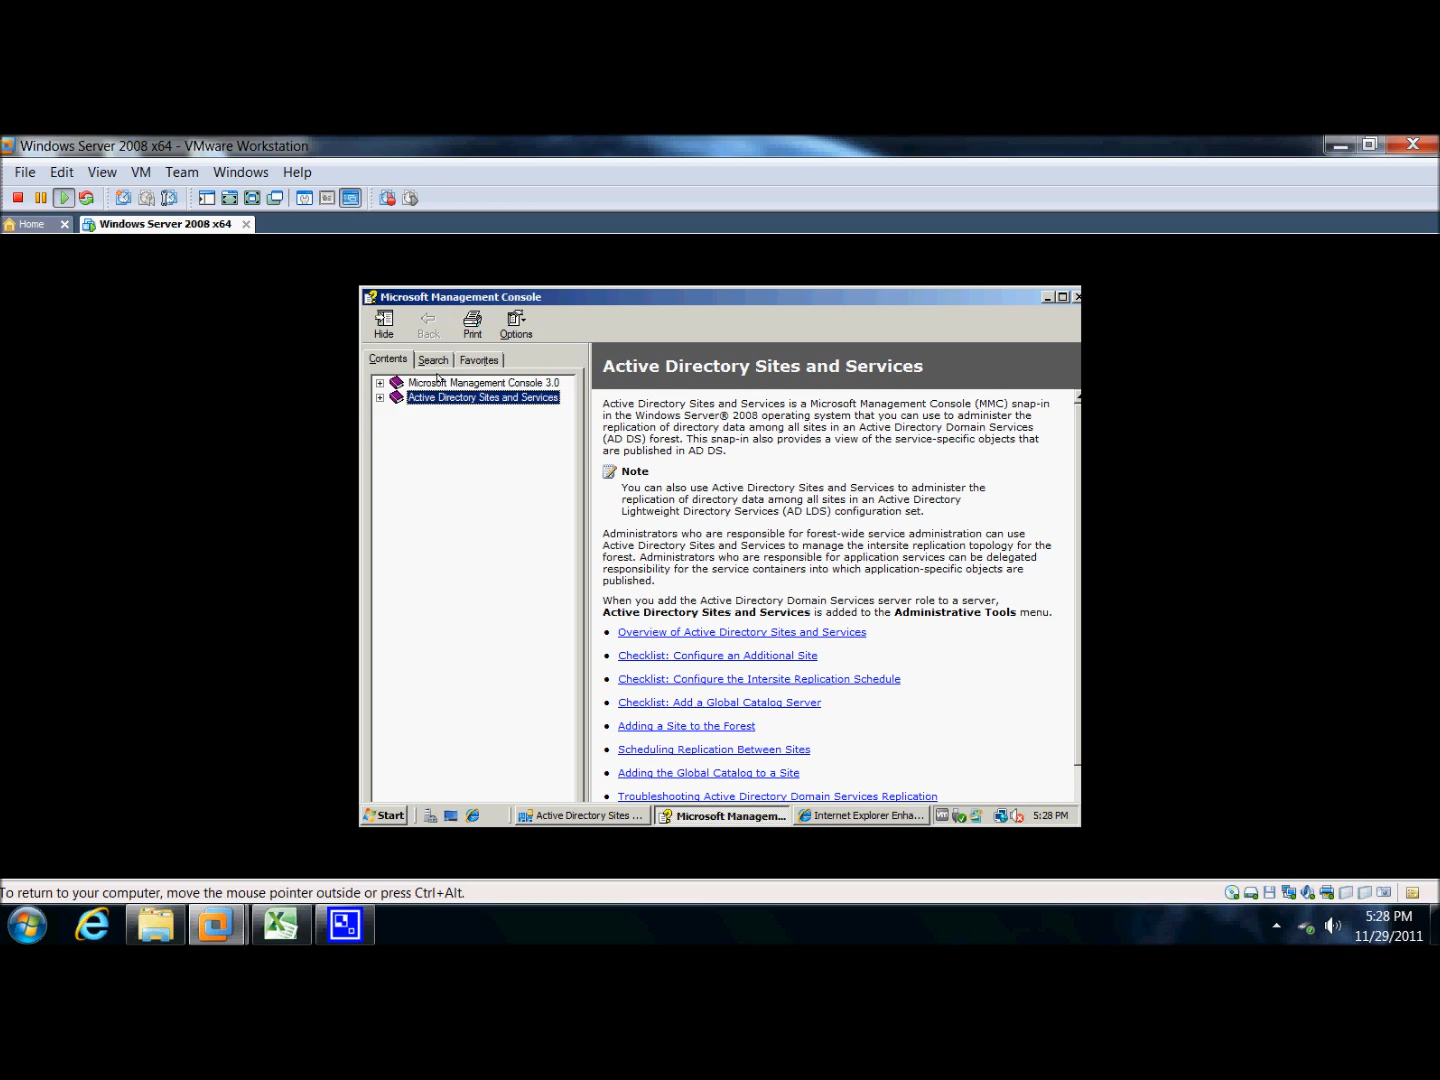 Windows Server 2008 x64 - VMware Workstation
File Edit View VM Team Windows Help
Home Windows Server 2008 x64
Microsoft Management Console
Hide Back Print Options
Contents Search Favorites
Microsoft Management Console 3.0
Active Directory Sites and Services
Active Directory Sites and Services
Active Directory Sites and Services is a Microsoft Management Console (MMC) snap-in
in the Windows Server® 2008 operating system that you can use to administer the
replication of directory data among all sites in an Active Directory Domain Services
(AD DS) forest. This snap-in also provides a view of the service-specific objects that
are published in AD DS.
Note
You can also use Active Directory Sites and Services to administer the
replication of directory data among all sites in an Active Directory
Lightweight Directory Services (AD LDS) configuration set.
Administrators who are responsible for forest-wide service administration can use
Active Directory Sites and Services to manage the intersite replication topology for the
forest. Administrators who are responsible for application services can be delegated
responsibility for the service containers into which application-specific objects are
published.
When you add the Active Directory Domain Services server role to a server,
Active Directory Sites and Services is added to the Administrative Tools menu.
• Overview of Active Directory Sites and Services
• Checklist: Configure an Additional Site
• Checklist: Configure the Intersite Replication Schedule
• Checklist: Add a Global Catalog Server
• Adding a Site to the Forest
• Scheduling Replication Between Sites
• Adding the Global Catalog to a Site
• Troubleshooting Active Directory Domain Services Replication
Start Active Directory Sites ... Microsoft Managem... Internet Explorer Enha... 5:28 PM
To return to your computer, move the mouse pointer outside or press Ctrl+Alt.
5:28 PM
11/29/2011